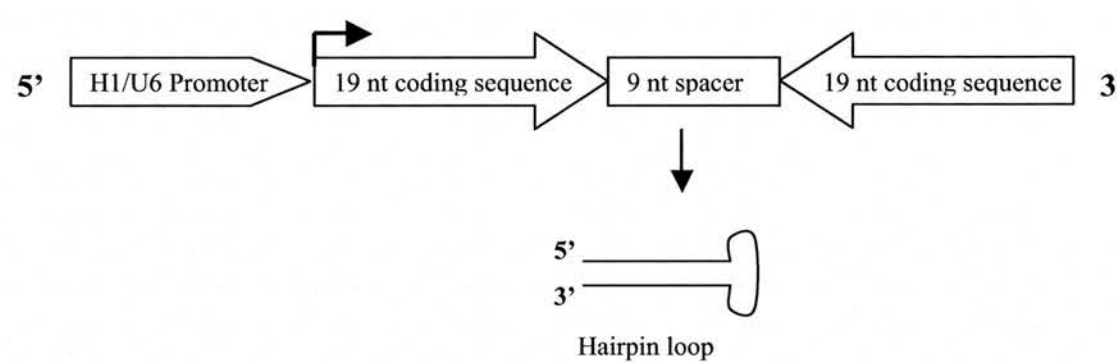 5’ H1/U6 Promoter 19 nt coding sequence 9 nt spacer 19 nt coding sequence 3
5’
3’
Hairpin loop